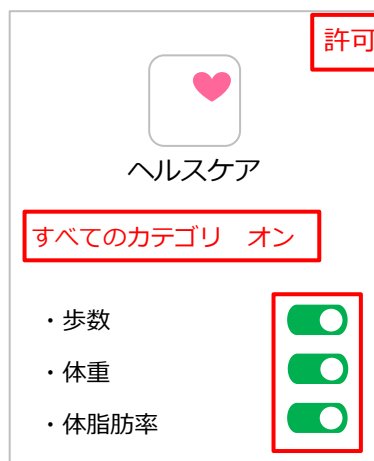 許可
ヘルスケア
すべてのカテゴリ　オン
・歩数
・体重
・体脂肪率